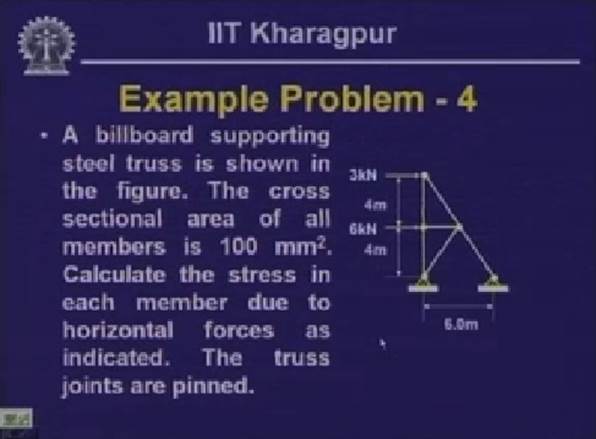 IIT Kharagpur
Example Problem - 4
• A billboard supporting
steel truss is shown in
the figure. The cross
sectional area of all
members is 100 mm².
Calculate the stress in
each member due to
horizontal forces as
indicated. The truss
joints are pinned.
3kN
4m
6kN
4m
6.0m